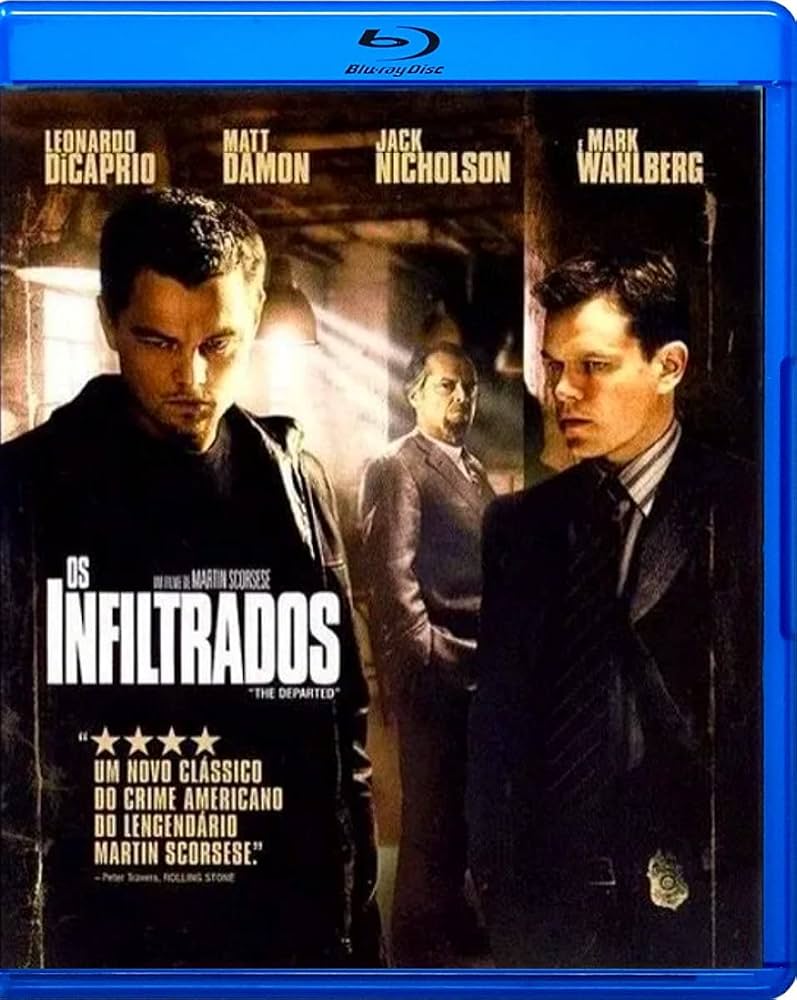 Blu-ray Disc
LEONARDO
DiCAPRIO
MATT
DAMON
JACK
NICHOLSON
E MARK
WAHLBERG
OS
UM FILME DE MARTIN SCORSESE
INFILTRADOS
"THE DEPARTED"
"★★★★
UM NOVO CLÁSSICO
DO CRIME AMERICANO
DO LENGENDÁRIO
MARTIN SCORSESE."
– Peter Travers, ROLLING STONE